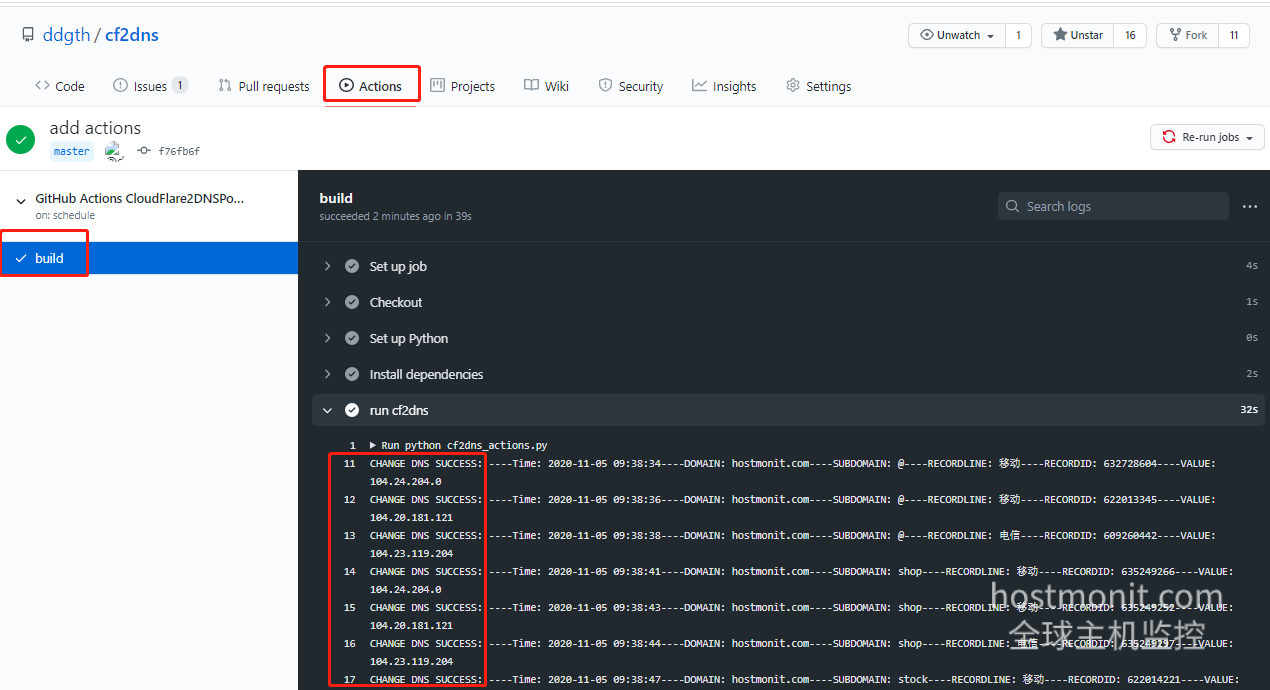 ddgth / cf2dns
Unwatch 1 Unstar 16 Fork 11
Code Issues 1 Pull requests Actions Projects Wiki Security Insights Settings
add actions
master f76fb6f
Re-run jobs
GitHub Actions CloudFlare2DNSPo...
on: schedule
build
build
succeeded 2 minutes ago in 39s
Search logs
Set up job 4s
Checkout 1s
Set up Python 0s
Install dependencies 2s
run cf2dns 32s
1 Run python cf2dns_actions.py
11 CHANGE DNS SUCCESS: ----Time: 2020-11-05 09:38:34----DOMAIN: hostmonit.com----SUBDOMAIN: @----RECORDLINE: 移动----RECORDID: 632728604----VALUE:
104.24.204.0
12 CHANGE DNS SUCCESS: ----Time: 2020-11-05 09:38:36----DOMAIN: hostmonit.com----SUBDOMAIN: @----RECORDLINE: 移动----RECORDID: 622013345----VALUE:
104.20.181.121
13 CHANGE DNS SUCCESS: ----Time: 2020-11-05 09:38:38----DOMAIN: hostmonit.com----SUBDOMAIN: @----RECORDLINE: 电信----RECORDID: 609260442----VALUE:
104.23.119.204
14 CHANGE DNS SUCCESS: ----Time: 2020-11-05 09:38:41----DOMAIN: hostmonit.com----SUBDOMAIN: shop----RECORDLINE: 移动----RECORDID: 635249266----VALUE:
104.24.204.0
15 CHANGE DNS SUCCESS: ----Time: 2020-11-05 09:38:43----DOMAIN: hostmonit.com----SUBDOMAIN: shop----RECORDLINE: 移动----RECORDID: 635249252----VALUE:
104.20.181.121
16 CHANGE DNS SUCCESS: ----Time: 2020-11-05 09:38:44----DOMAIN: hostmonit.com----SUBDOMAIN: shop----RECORDLINE: 电信----RECORDID: 635249297----VALUE:
104.23.119.204
17 CHANGE DNS SUCCESS: ----Time: 2020-11-05 09:38:47----DOMAIN: hostmonit.com----SUBDOMAIN: stock----RECORDLINE: 移动----RECORDID: 622014221----VALUE:
hostmonit.com
全球主机监控